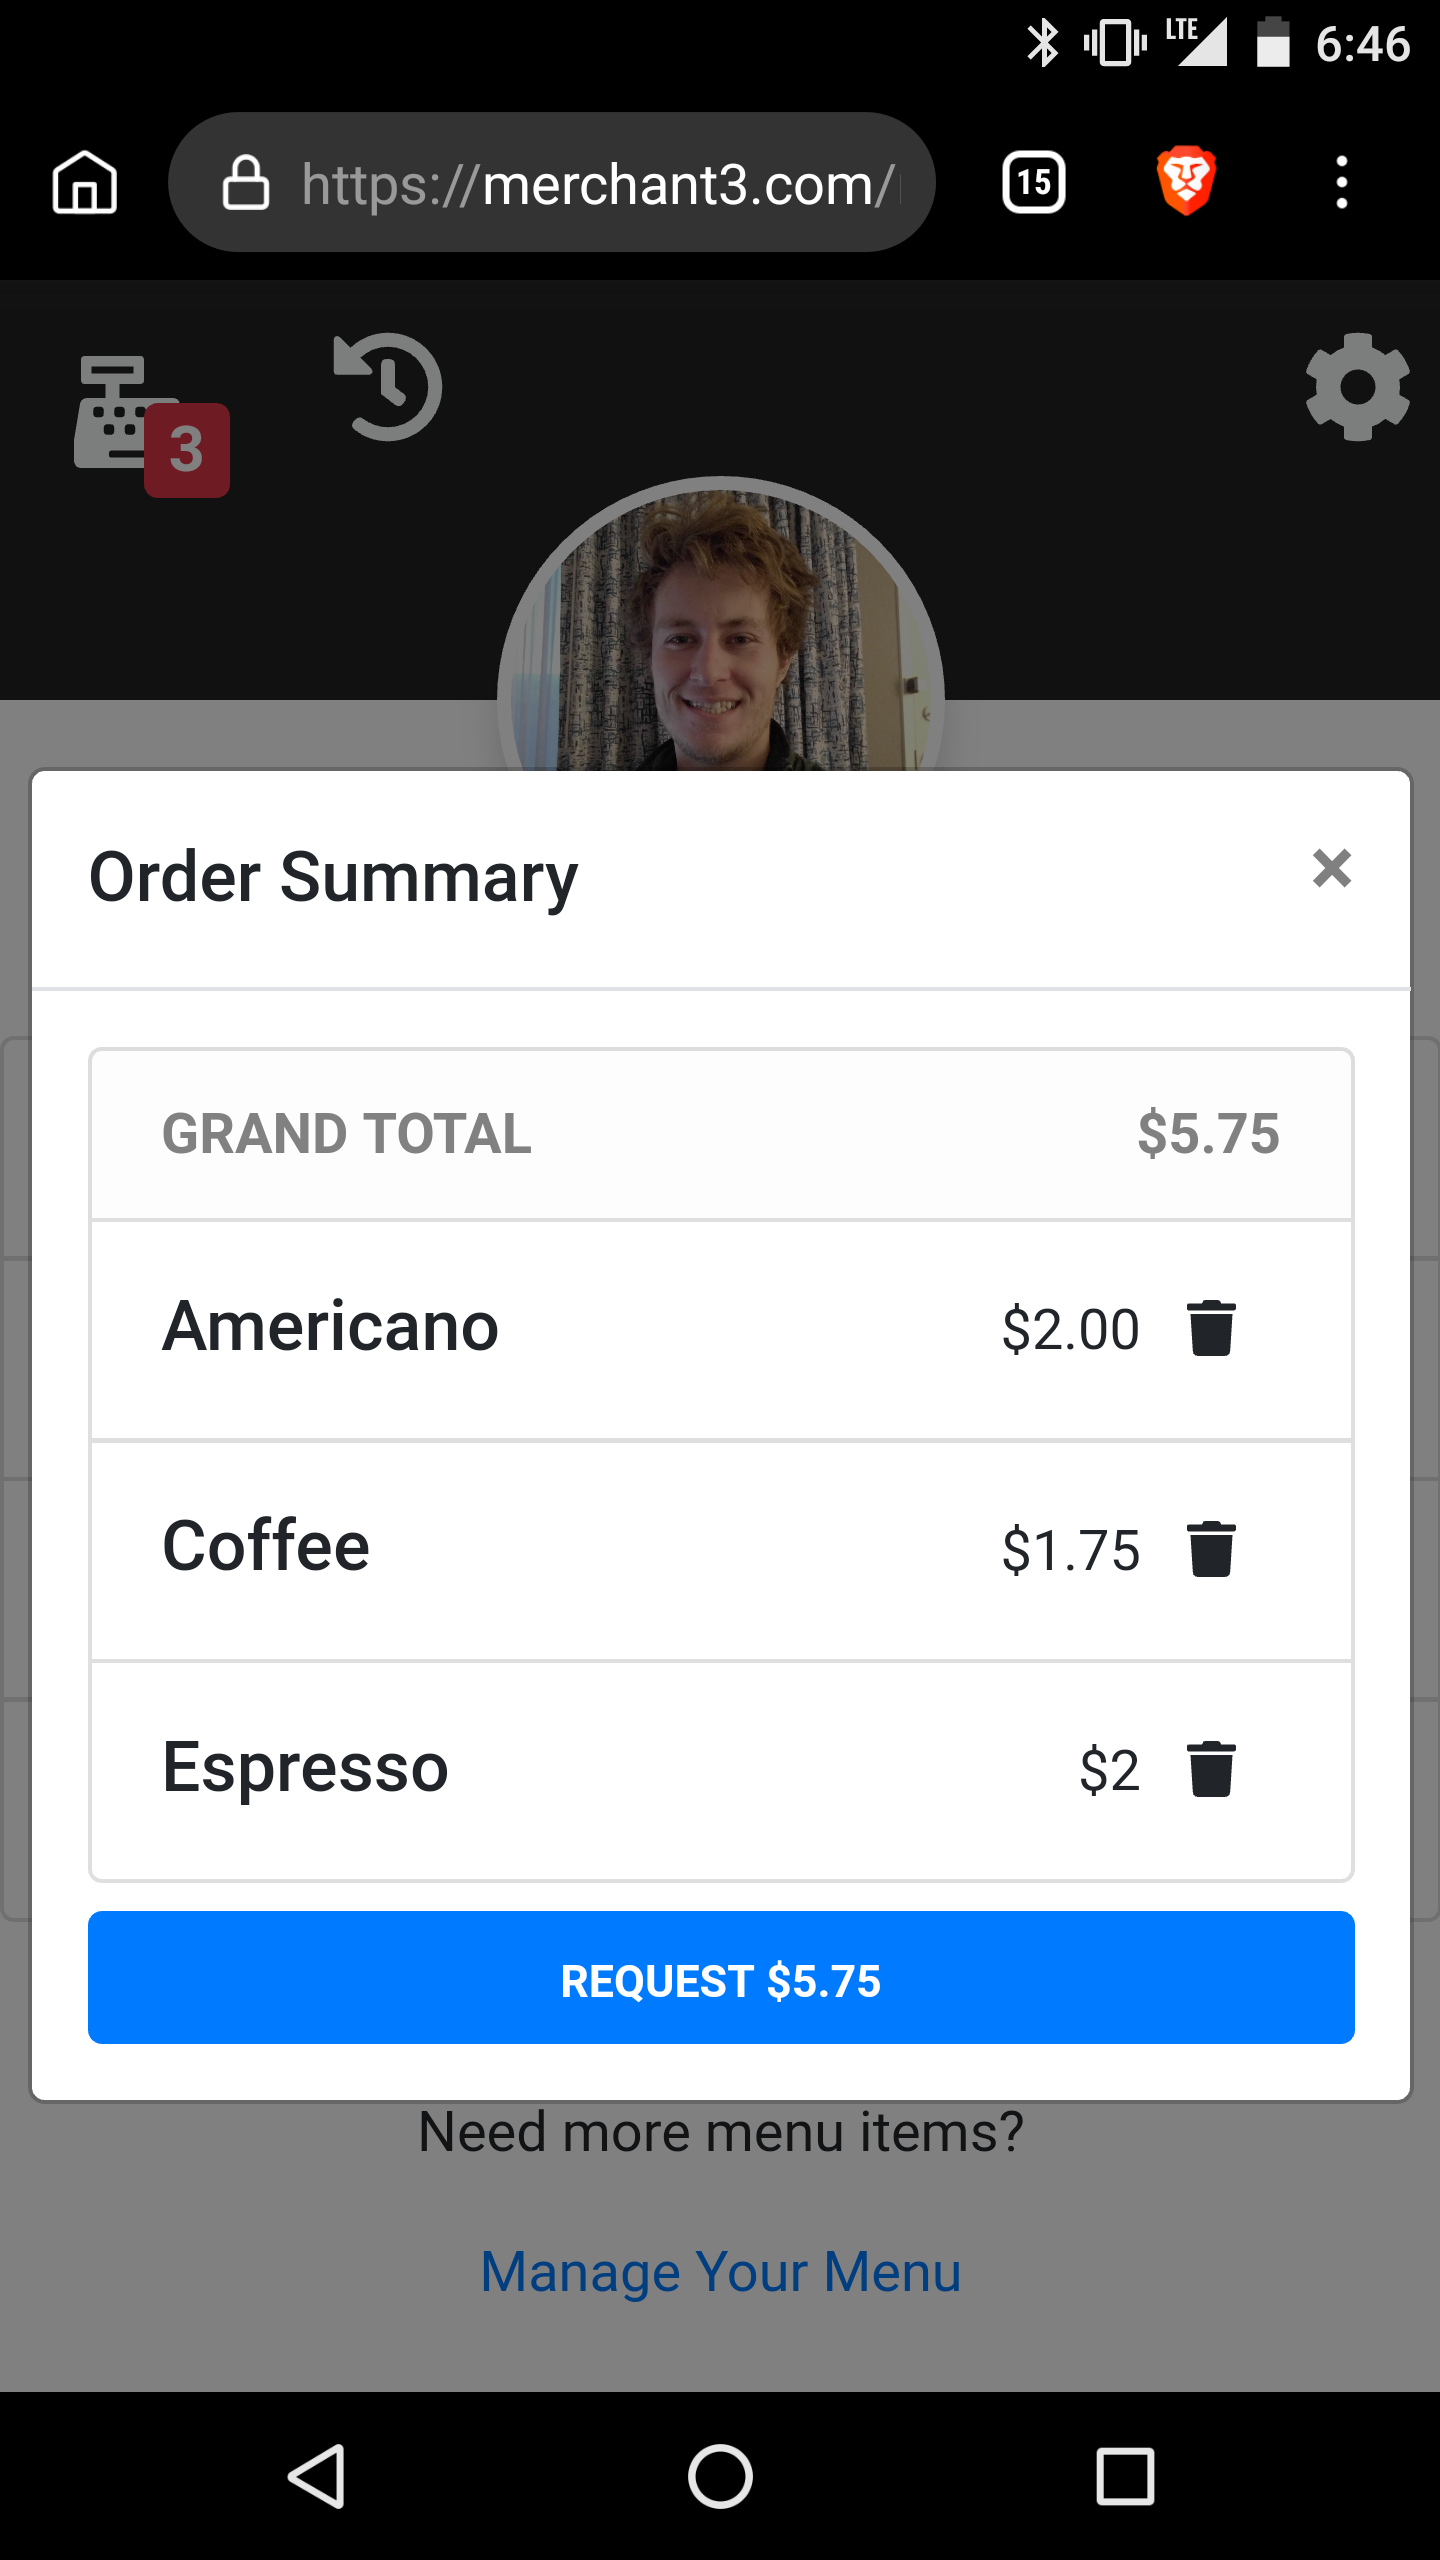 LTE 6:46
https://merchant3.com/ 15
3
Order Summary ×
GRAND TOTAL $5.75
Americano $2.00
Coffee $1.75
Espresso $2
REQUEST $5.75
Need more menu items?
Manage Your Menu